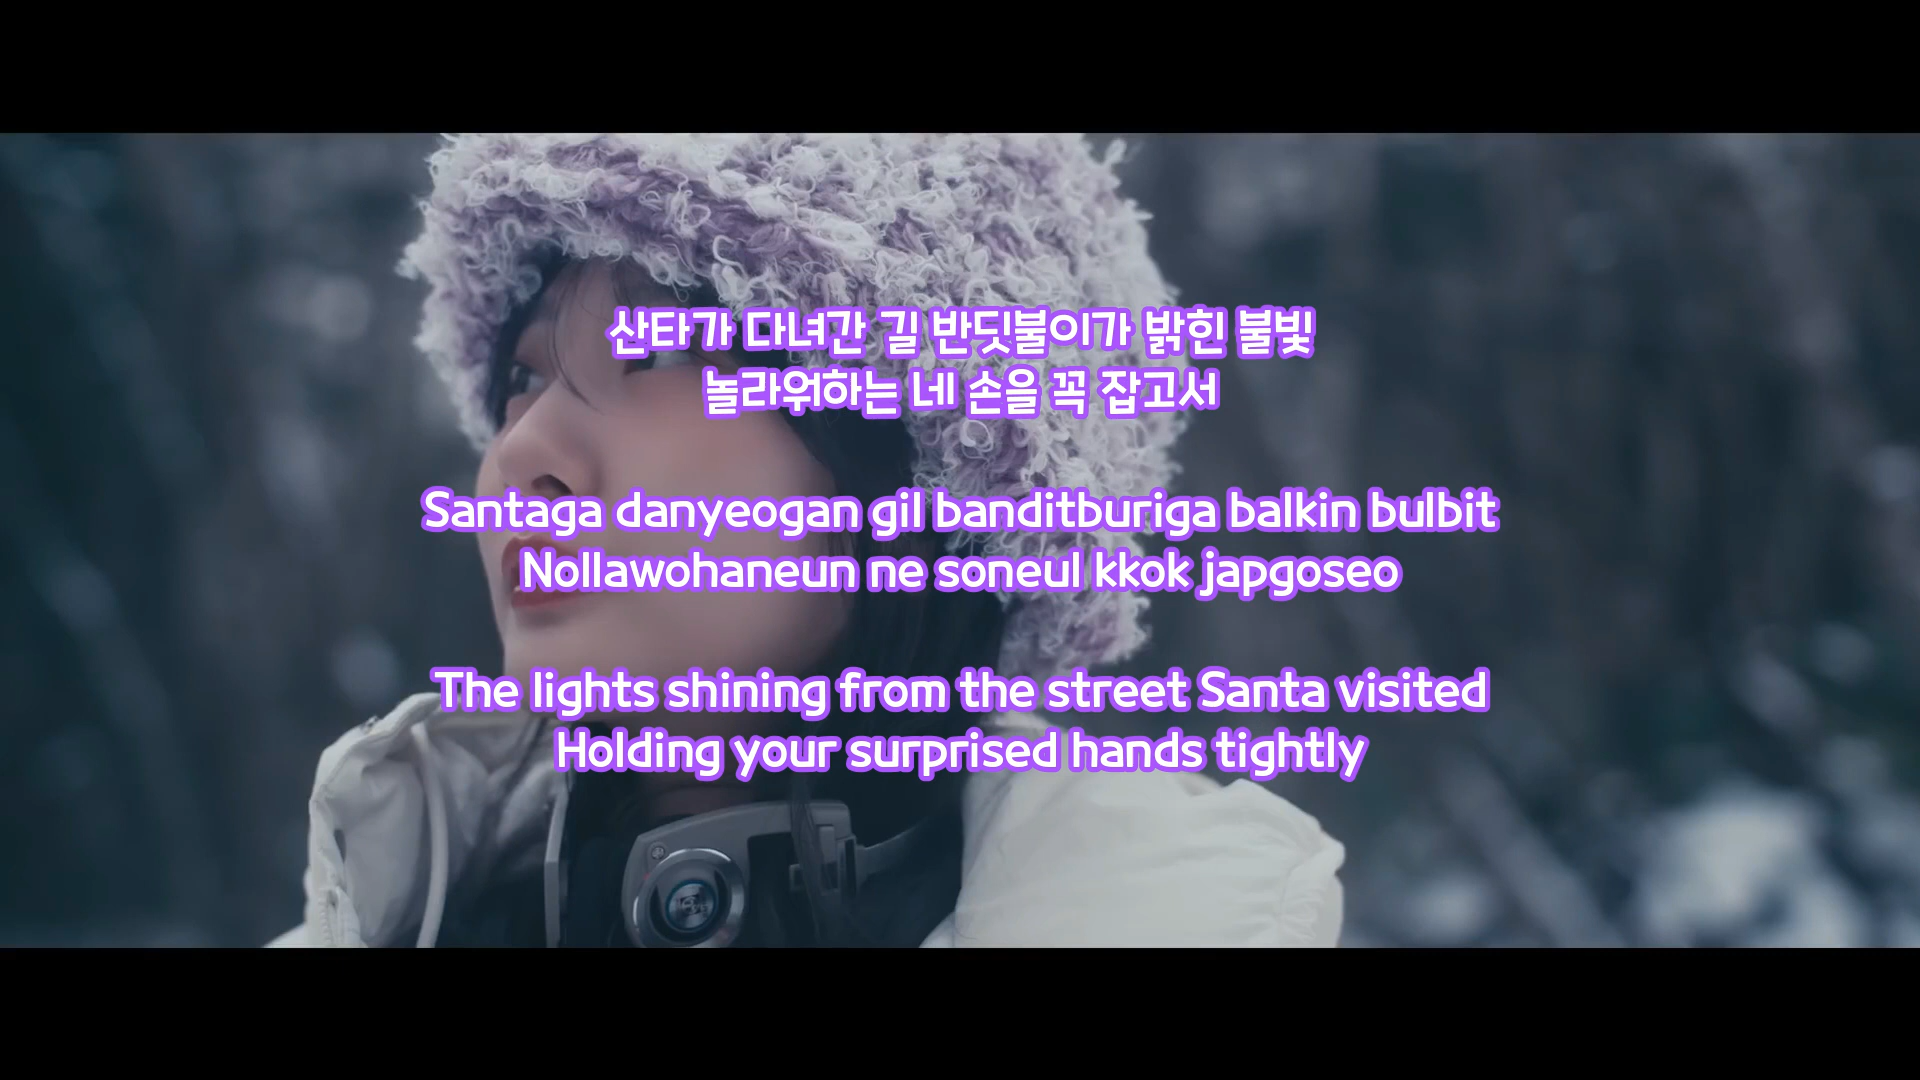 산타가 다녀간 길 반딧불이가 밝힌 불빛
놀라워하는 네 손을 꼭 잡고서
Santaga danyeogan gil banditburiga balkin bulbit
Nollawohaneun ne soneul kkok japgoseo
The lights shining from the street Santa visited
Holding your surprised hands tightly